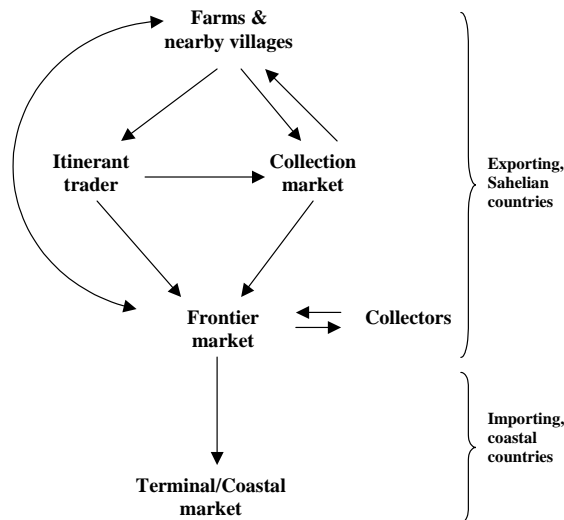 Farms &
nearby villages
Itinerant
trader
Collection
market
Exporting,
Sahelian
countries
Frontier
market
Collectors
Importing,
coastal
countries
Terminal/Coastal
market